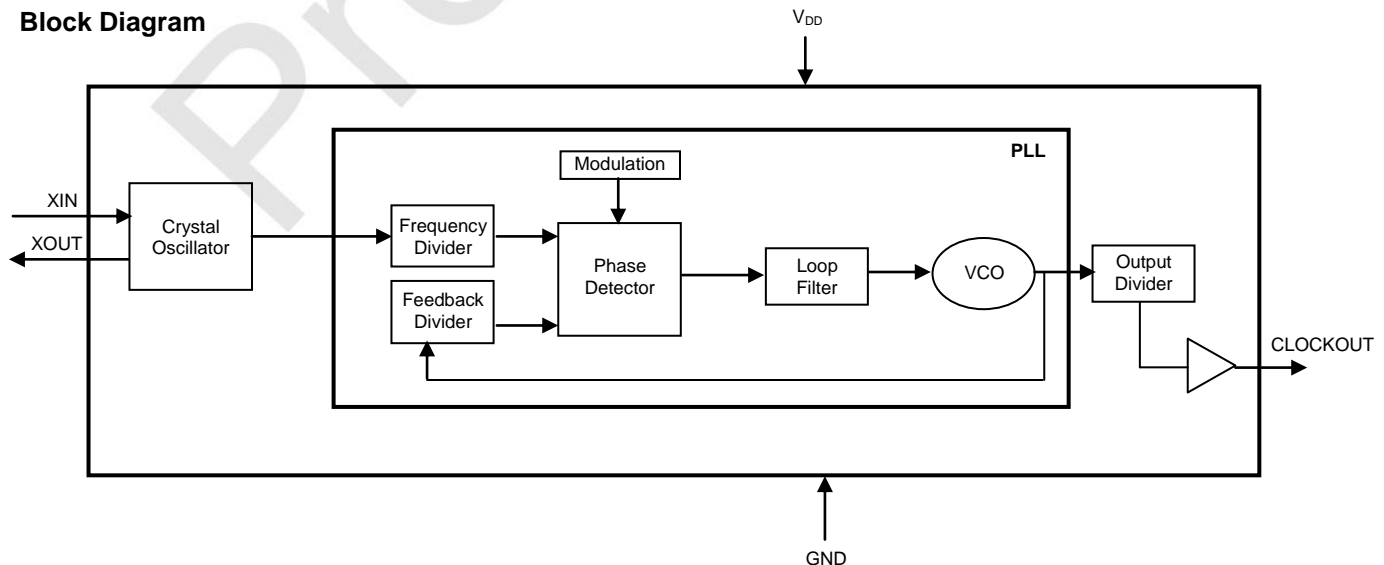 Block Diagram
V_DD
PLL
Modulation
XIN
XOUT
Crystal
Oscillator
Frequency
Divider
Feedback
Divider
Phase
Detector
Loop
Filter
VCO
Output
Divider
CLOCKOUT
GND